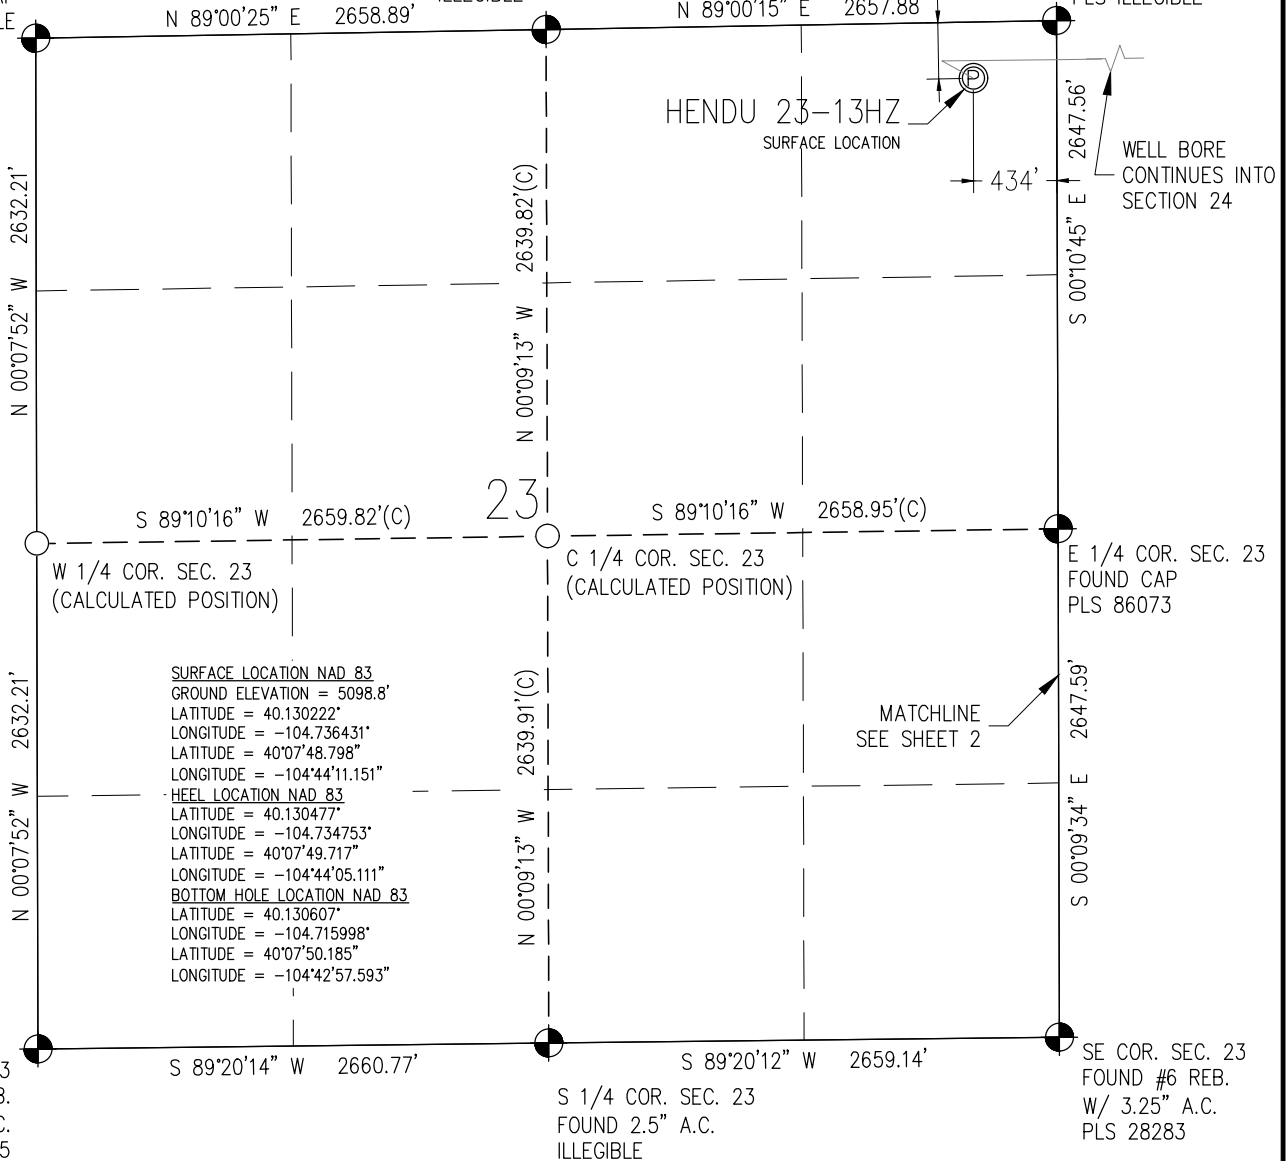 N 89°00'25" E 2658.89'
N 89°00'15" E 2657.88
PLS ILLEGIBLE
HENDU 23-13HZ
SURFACE LOCATION
434'
WELL BORE
CONTINUES INTO
SECTION 24
N 00°07'52" W 2632.21'
N 00°09'13" W 2639.82'(C)
S 00°10'45" E 2647.56'
23
S 89°10'16" W 2659.82'(C)
S 89°10'16" W 2658.95'(C)
W 1/4 COR. SEC. 23
(CALCULATED POSITION)
C 1/4 COR. SEC. 23
(CALCULATED POSITION)
E 1/4 COR. SEC. 23
FOUND CAP
PLS 86073
SURFACE LOCATION NAD 83
GROUND ELEVATION = 5098.8'
LATITUDE = 40.130222°
LONGITUDE = -104.736431°
LATITUDE = 40°07'48.798"
LONGITUDE = -104°44'11.151"
HEEL LOCATION NAD 83
LATITUDE = 40.130477°
LONGITUDE = -104.734753°
LATITUDE = 40°07'49.717"
LONGITUDE = -104°44'05.111"
BOTTOM HOLE LOCATION NAD 83
LATITUDE = 40.130607°
LONGITUDE = -104.715998°
LATITUDE = 40°07'50.185"
LONGITUDE = -104°42'57.593"
N 00°07'52" W 2632.21'
N 00°09'13" W 2639.91'(C)
MATCHLINE
SEE SHEET 2
S 00°09'34" E 2647.59'
S 89°20'14" W 2660.77'
S 89°20'12" W 2659.14'
S 1/4 COR. SEC. 23
FOUND 2.5" A.C.
ILLEGIBLE
SE COR. SEC. 23
FOUND #6 REB.
W/ 3.25" A.C.
PLS 28283